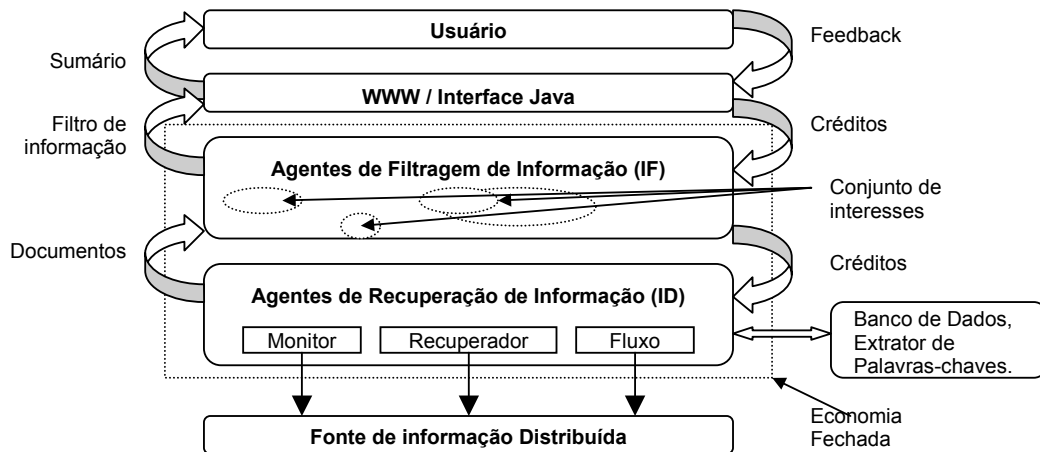 Usuário
Feedback
Sumário
WWW / Interface Java
Filtro de
informação
Créditos
Agentes de Filtragem de Informação (IF)
Conjunto de
interesses
Documentos
Créditos
Agentes de Recuperação de Informação (ID)
Monitor
Recuperador
Fluxo
Banco de Dados,
Extrator de
Palavras-chaves.
Economia
Fechada
Fonte de informação Distribuída